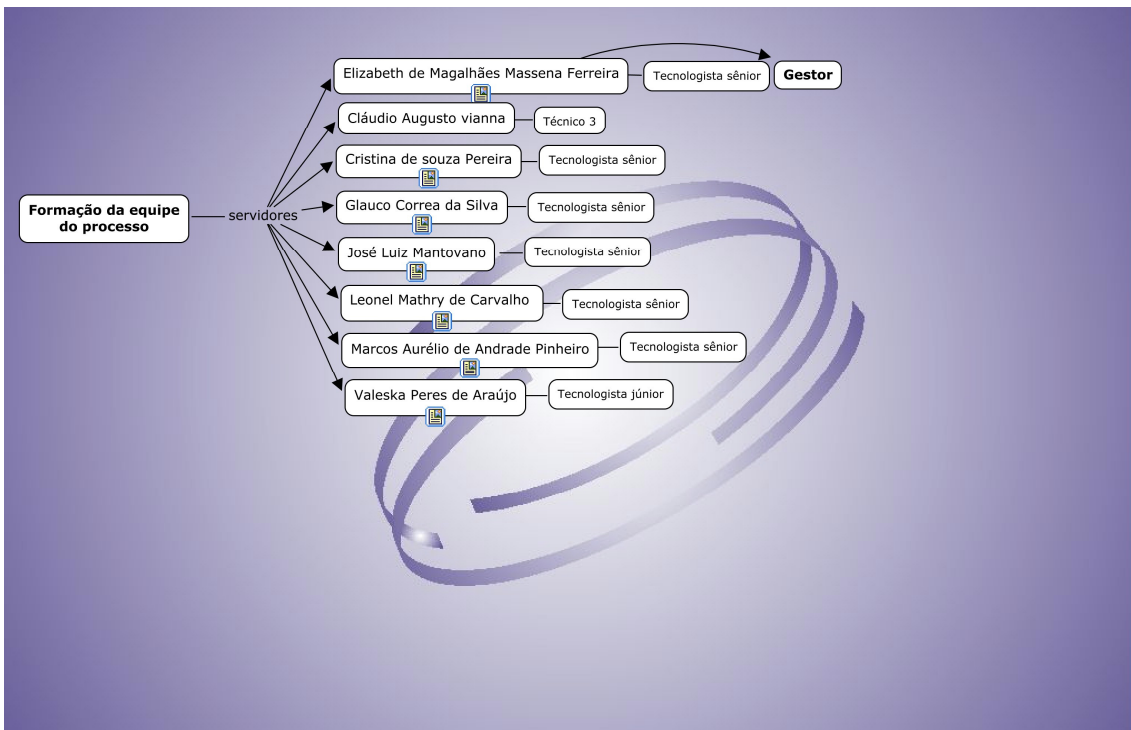 Elizabeth de Magalhães Massena Ferreira
Tecnologista sênior
Gestor
Cláudio Augusto vianna
Técnico 3
Cristina de souza Pereira
Tecnologista sênior
Formação da equipe
do processo
servidores
Glauco Correa da Silva
Tecnologista sênior
José Luiz Mantovano
Tecnologista sênior
Leonel Mathry de Carvalho
Tecnologista sênior
Marcos Aurélio de Andrade Pinheiro
Tecnologista sênior
Valeska Peres de Araújo
Tecnologista júnior